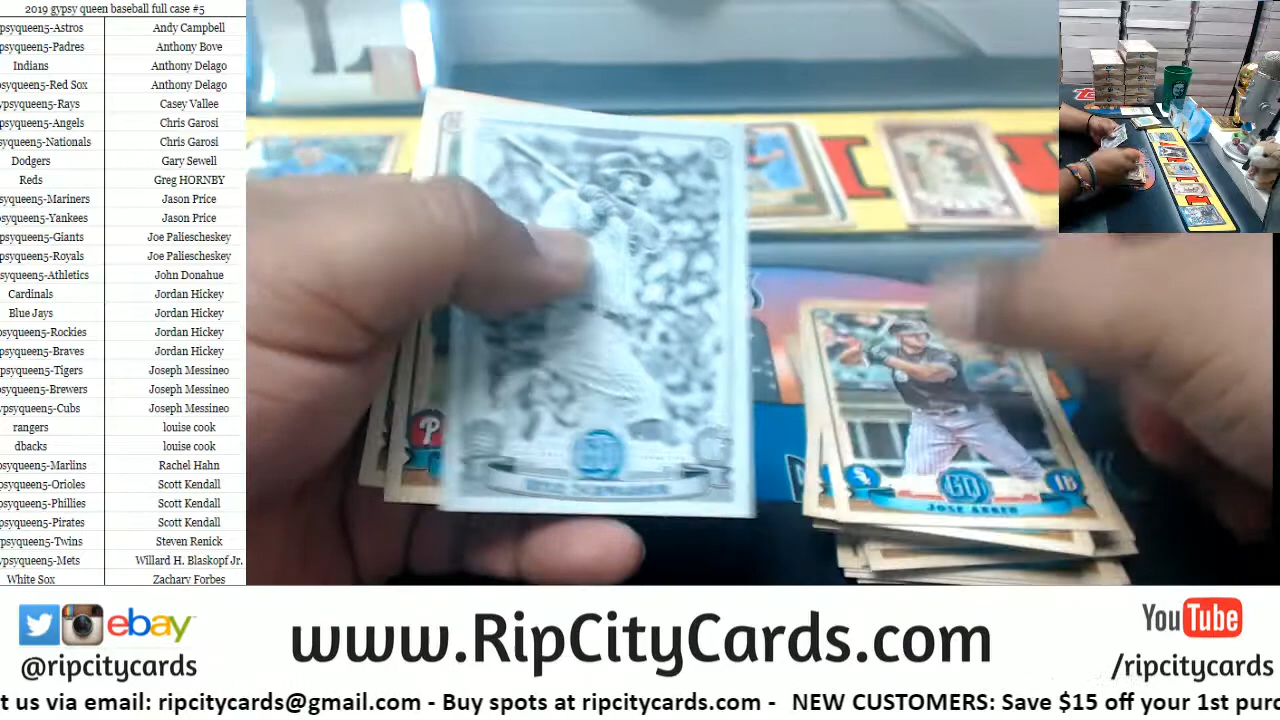 2019 gypsy queen baseball full case #5
psyqueen5-Astros Andy Campbell
psyqueen5-Padres Anthony Bove
Indians Anthony Delago
psyqueen5-Red Sox Anthony Delago
ypsyqueen5-Rays Casey Vallee
psyqueen5-Angels Chris Garosi
psyqueen5-Nationals Chris Garosi
Dodgers Gary Sewell
Reds Greg HORNBY
psyqueen5-Mariners Jason Price
psyqueen5-Yankees Jason Price
psyqueen5-Giants Joe Paliescheskey
psyqueen5-Royals Joe Paliescheskey
psyqueen5-Athletics John Donahue
Cardinals Jordan Hickey
Blue Jays Jordan Hickey
psyqueen5-Rockies Jordan Hickey
psyqueen5-Braves Jordan Hickey
psyqueen5-Tigers Joseph Messineo
psyqueen5-Brewers Joseph Messineo
ypsyqueen5-Cubs Joseph Messineo
rangers louise cook
dbacks louise cook
psyqueen5-Marlins Rachel Hahn
psyqueen5-Orioles Scott Kendall
psyqueen5-Phillies Scott Kendall
psyqueen5-Pirates Scott Kendall
psyqueen5-Twins Steven Renick
ypsyqueen5-Mets Willard H. Blaskopf Jr.
White Sox Zachary Forbes
P
GQ
1B
JOSE ABREU
ebay
@ripcitycards
www.RipCityCards.com
YouTube
/ripcitycards
t us via email: ripcitycards@gmail.com - Buy spots at ripcitycards.com - NEW CUSTOMERS: Save $15 off your 1st purc